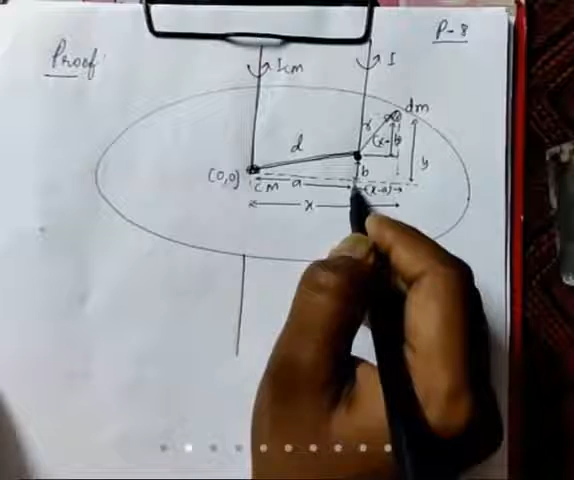 P-8
Proof
Icm
I
dm
r
d
(x-b
y
b
(0,0)
CM
a
(x-a)
x